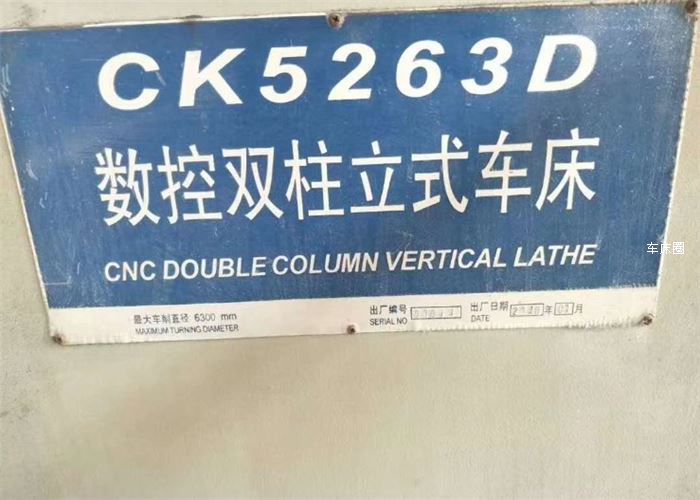 CK5263D
数控双柱立式车床
CNC DOUBLE COLUMN VERTICAL LATHE
最大车削直径 6300 mm 出厂编号 出厂日期 年 月
MAXIMUM TURNING DIAMETER SERIAL NO DATE
车床圈